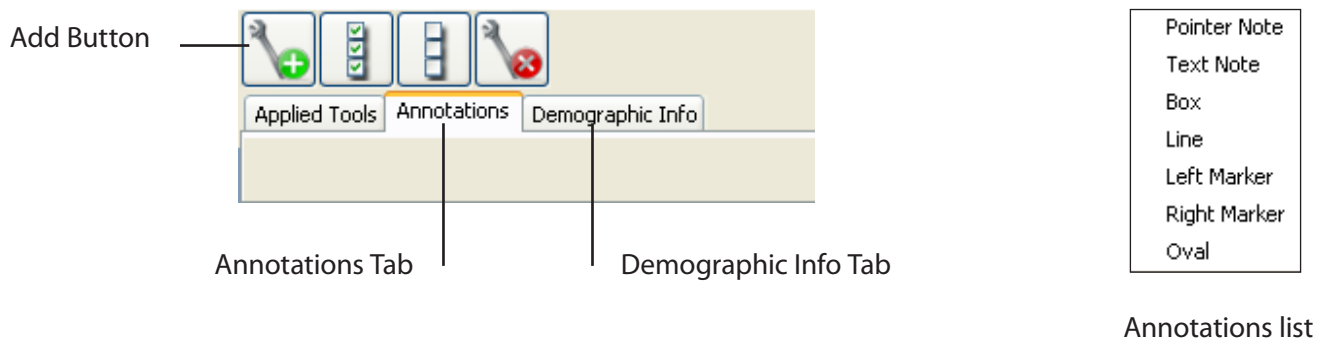 Add Button
Applied Tools Annotations Demographic Info
Annotations Tab
Demographic Info Tab
Pointer Note
Text Note
Box
Line
Left Marker
Right Marker
Oval
Annotations list